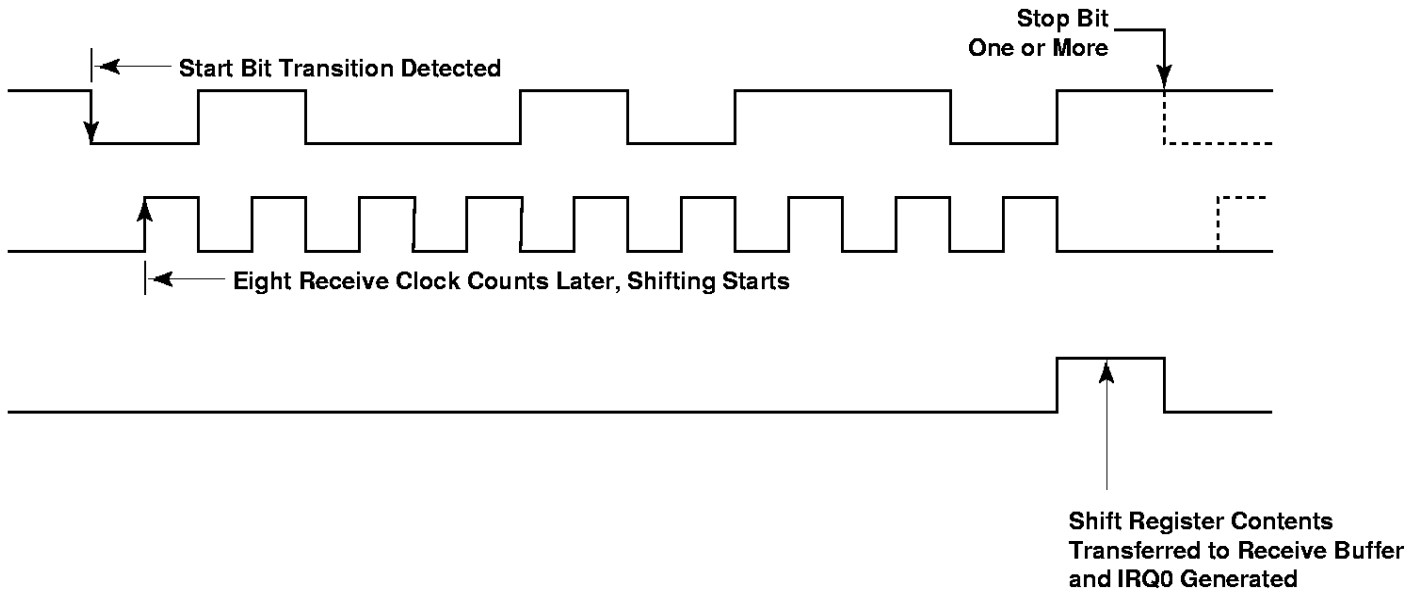 Stop Bit
One or More
Start Bit Transition Detected
Eight Receive Clock Counts Later, Shifting Starts
Shift Register Contents
Transferred to Receive Buffer
and IRQ0 Generated